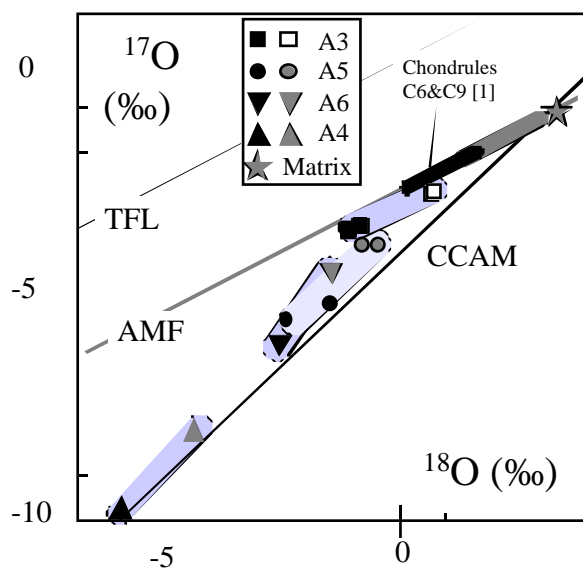 0
17O
(‰)
A3
A5
A6
A4
Matrix
Chondrules
C6&C9 [1]
TFL
-5
CCAM
AMF
18O (‰)
-10
-5
0